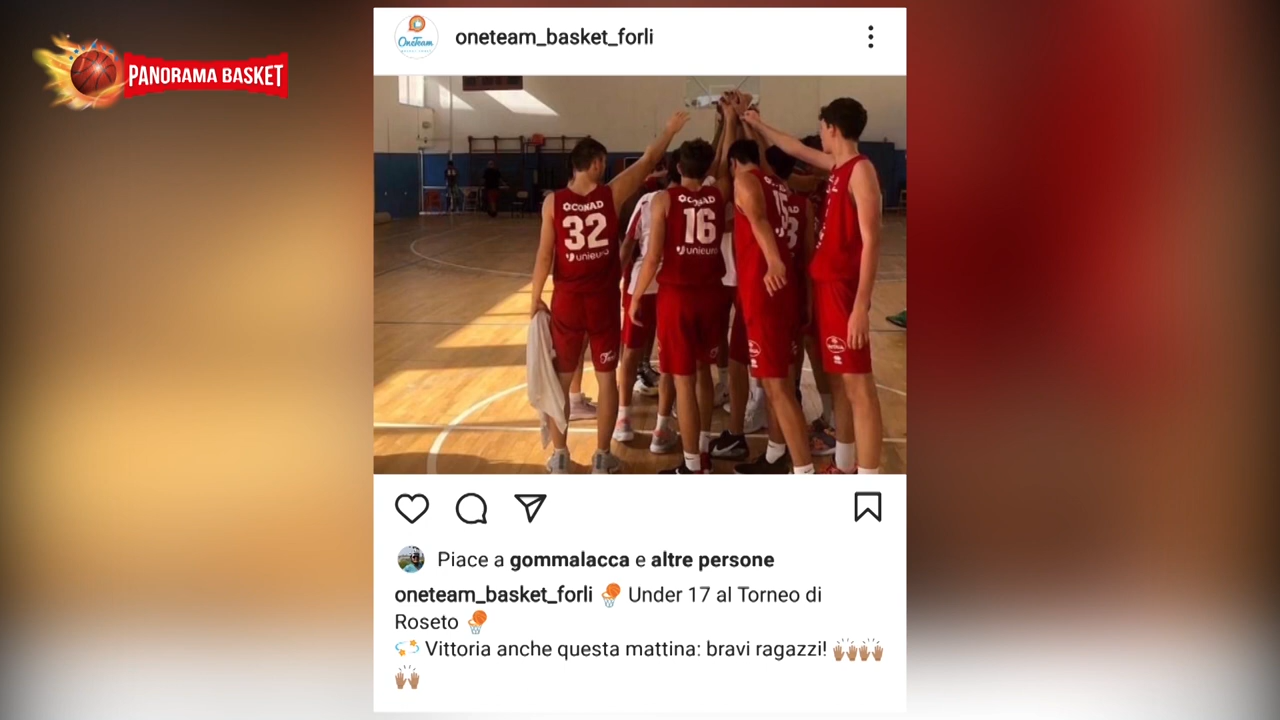 PANORAMA BASKET
OneTeam
oneteam_basket_forli
CONAD
32
unieuro
CONAD
16
unieuro
15
Piace a gommalacca e altre persone
oneteam_basket_forli 🏀 Under 17 al Torneo di
Roseto 🏀
💫 Vittoria anche questa mattina: bravi ragazzi! 🙌🏽🙌🏽
🙌🏽